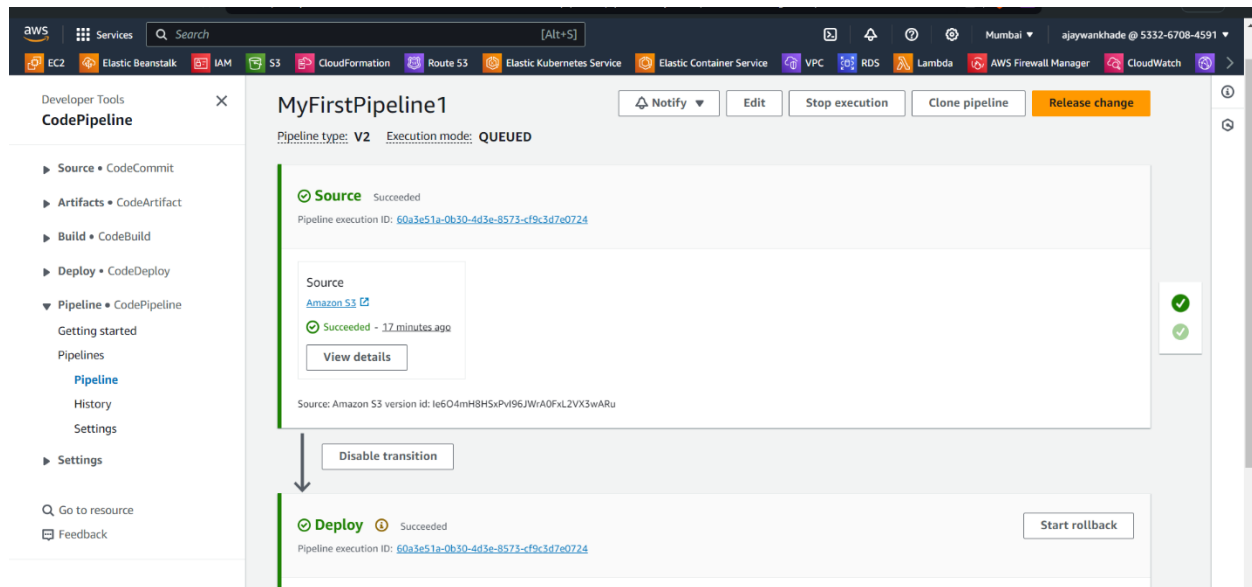 aws Services Search [Alt+S] Mumbai ajaywankhade @ 5332-6708-4591
EC2 Elastic Beanstalk IAM S3 CloudFormation Route 53 Elastic Kubernetes Service Elastic Container Service VPC RDS Lambda AWS Firewall Manager CloudWatch
Developer Tools
CodePipeline
Source • CodeCommit
Artifacts • CodeArtifact
Build • CodeBuild
Deploy • CodeDeploy
Pipeline • CodePipeline
Getting started
Pipelines
Pipeline
History
Settings
Settings
Go to resource
Feedback
MyFirstPipeline1
Notify Edit Stop execution Clone pipeline Release change
Pipeline type: V2 Execution mode: QUEUED
Source Succeeded
Pipeline execution ID: 60a3e51a-0b30-4d3e-8573-cf9c3d7e0724
Source
Amazon S3
Succeeded - 17 minutes ago
View details
Source: Amazon S3 version id: Ie6O4mH8HSxPvI96JWrA0FxL2VX3wARu
Disable transition
Deploy Succeeded
Start rollback
Pipeline execution ID: 60a3e51a-0b30-4d3e-8573-cf9c3d7e0724